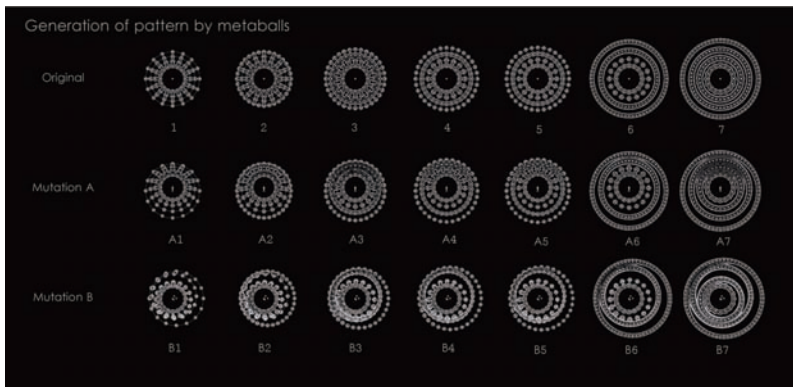 Generation of pattern by metaballs
Original
1 2 3 4 5 6 7
Mutation A
A1 A2 A3 A4 A5 A6 A7
Mutation B
B1 B2 B3 B4 B5 B6 B7